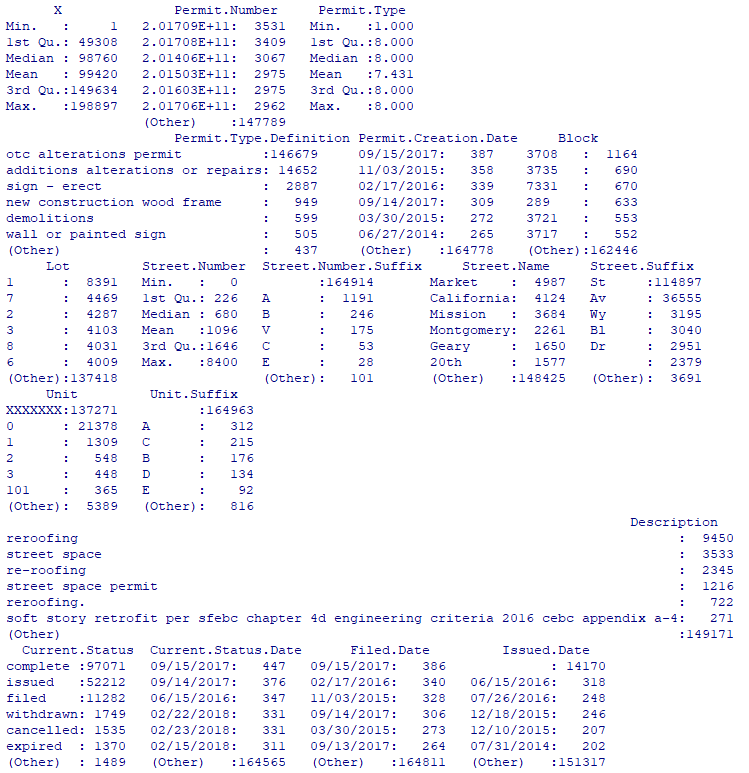 X                Permit.Number     Permit.Type
Min.   :     1   2.01709E+11:  3531   Min.   :1.000
1st Qu.: 49308   2.01708E+11:  3409   1st Qu.:8.000
Median : 98760   2.01406E+11:  3067   Median :8.000
Mean   : 99420   2.01503E+11:  2975   Mean   :7.431
3rd Qu.:149634   2.01603E+11:  2975   3rd Qu.:8.000
Max.   :198897   2.01706E+11:  2962   Max.   :8.000
                 (Other)    :147789
                     Permit.Type.Definition Permit.Creation.Date     Block
otc alterations permit          :146679     09/15/2017:   387    3708   :  1164
additions alterations or repairs: 14652     11/03/2015:   358    3735   :   690
sign - erect                    :  2887     02/17/2016:   339    7331   :   670
new construction wood frame     :   949     09/14/2017:   309    289    :   633
demolitions                     :   599     03/30/2015:   272    3721   :   553
wall or painted sign            :   505     06/27/2014:   265    3717   :   552
(Other)                         :   437     (Other)   :164778    (Other):162446
     Lot         Street.Number  Street.Number.Suffix     Street.Name     Street.Suffix
1      :  8391   Min.   :   0          :164914       Market    :  4987   St     :114897
7      :  4469   1st Qu.: 226   A      :  1191       California:  4124   Av     : 36555
2      :  4287   Median : 680   B      :   246       Mission   :  3684   Wy     :  3195
3      :  4103   Mean   :1096   V      :   175       Montgomery:  2261   Bl     :  3040
8      :  4031   3rd Qu.:1646   C      :    53       Geary     :  1650   Dr     :  2951
6      :  4009   Max.   :8400   E      :    28       20th      :  1577          :  2379
(Other):137418                  (Other):   101       (Other)   :148425   (Other):  3691
     Unit         Unit.Suffix
XXXXXXX:137271          :164963
0      : 21378   A      :   312
1      :  1309   C      :   215
2      :   548   B      :   176
3      :   448   D      :   134
101    :   365   E      :    92
(Other):  5389   (Other):   816
Description
reroofing                                                                          :  9450
street space                                                                       :  3533
re-roofing                                                                         :  2345
street space permit                                                                :  1216
reroofing.                                                                         :   722
soft story retrofit per sfebc chapter 4d engineering criteria 2016 cebc appendix a-4:   271
(Other)                                                                            :149171
  Current.Status  Current.Status.Date      Filed.Date         Issued.Date
complete :97071   09/15/2017:   447   09/15/2017:   386             : 14170
issued   :52212   09/14/2017:   376   02/17/2016:   340   06/15/2016:   318
filed    :11282   06/15/2016:   347   11/03/2015:   328   07/26/2016:   248
withdrawn: 1749   02/22/2018:   331   09/14/2017:   306   12/18/2015:   246
cancelled: 1535   02/23/2018:   331   03/30/2015:   273   12/10/2015:   207
expired  : 1370   02/15/2018:   311   09/13/2017:   264   07/31/2014:   202
(Other)  : 1489   (Other)   :164565   (Other)   :164811   (Other)   :151317